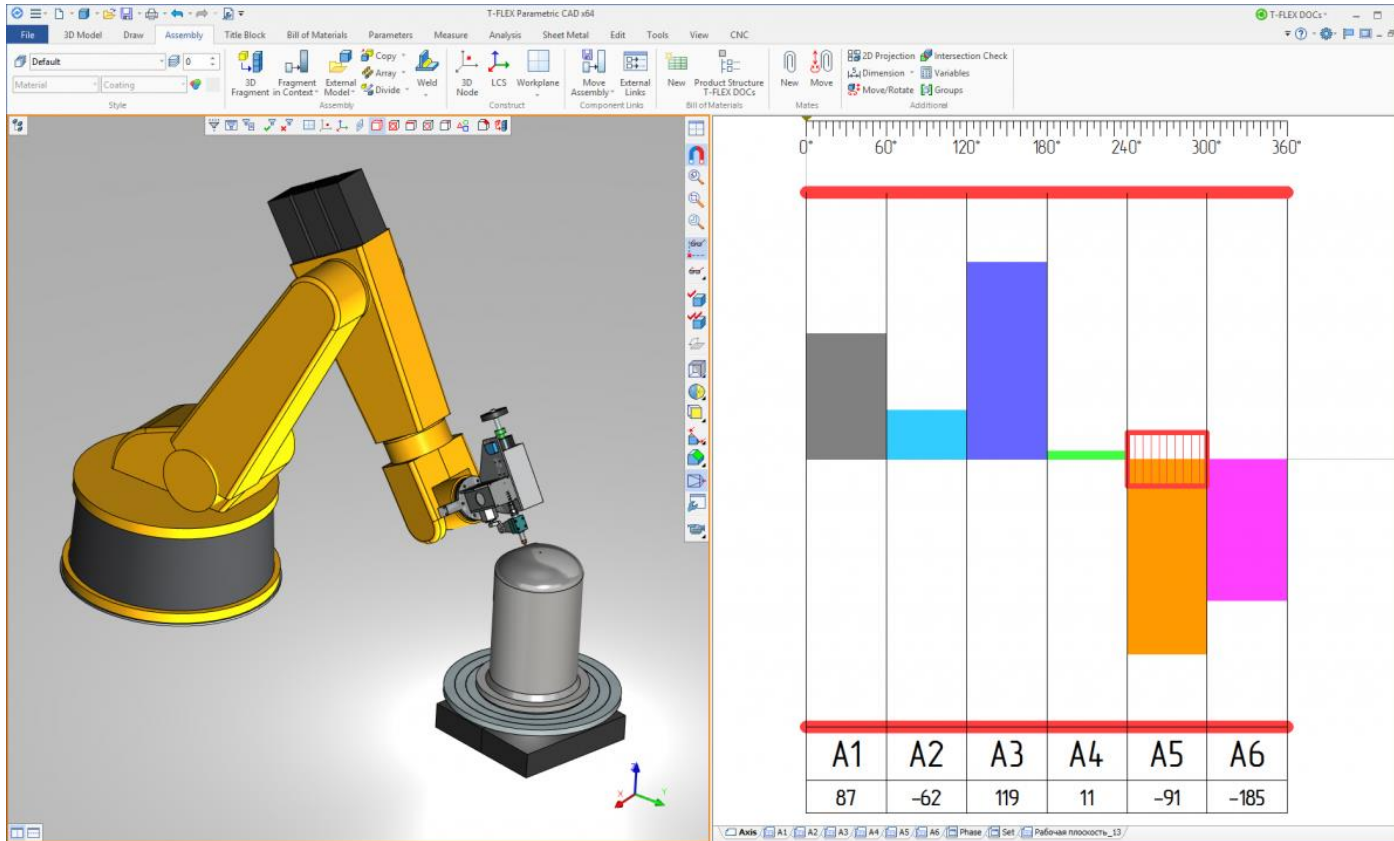 T-FLEX Parametric CAD x64
T-FLEX DOCs
File 3D Model Draw Assembly Title Block Bill of Materials Parameters Measure Analysis Sheet Metal Edit Tools View CNC
Default 0
Material Coating
Style
3D Fragment
Fragment in Context
External Model
Copy
Array
Divide
Weld
Assembly
3D Node
LCS
Workplane
Construct
Move Assembly
External Links
Component Links
New
Product Structure T-FLEX DOCs
Bill of Materials
New
Move
Mates
2D Projection
Intersection Check
Dimension
Variables
Move/Rotate
Groups
Additional
0° 60° 120° 180° 240° 300° 360°
A1 A2 A3 A4 A5 A6
87 -62 119 11 -91 -185
X Y Z
Axis A1 A2 A3 A4 A5 A6 Phase Set Рабочая плоскость_13